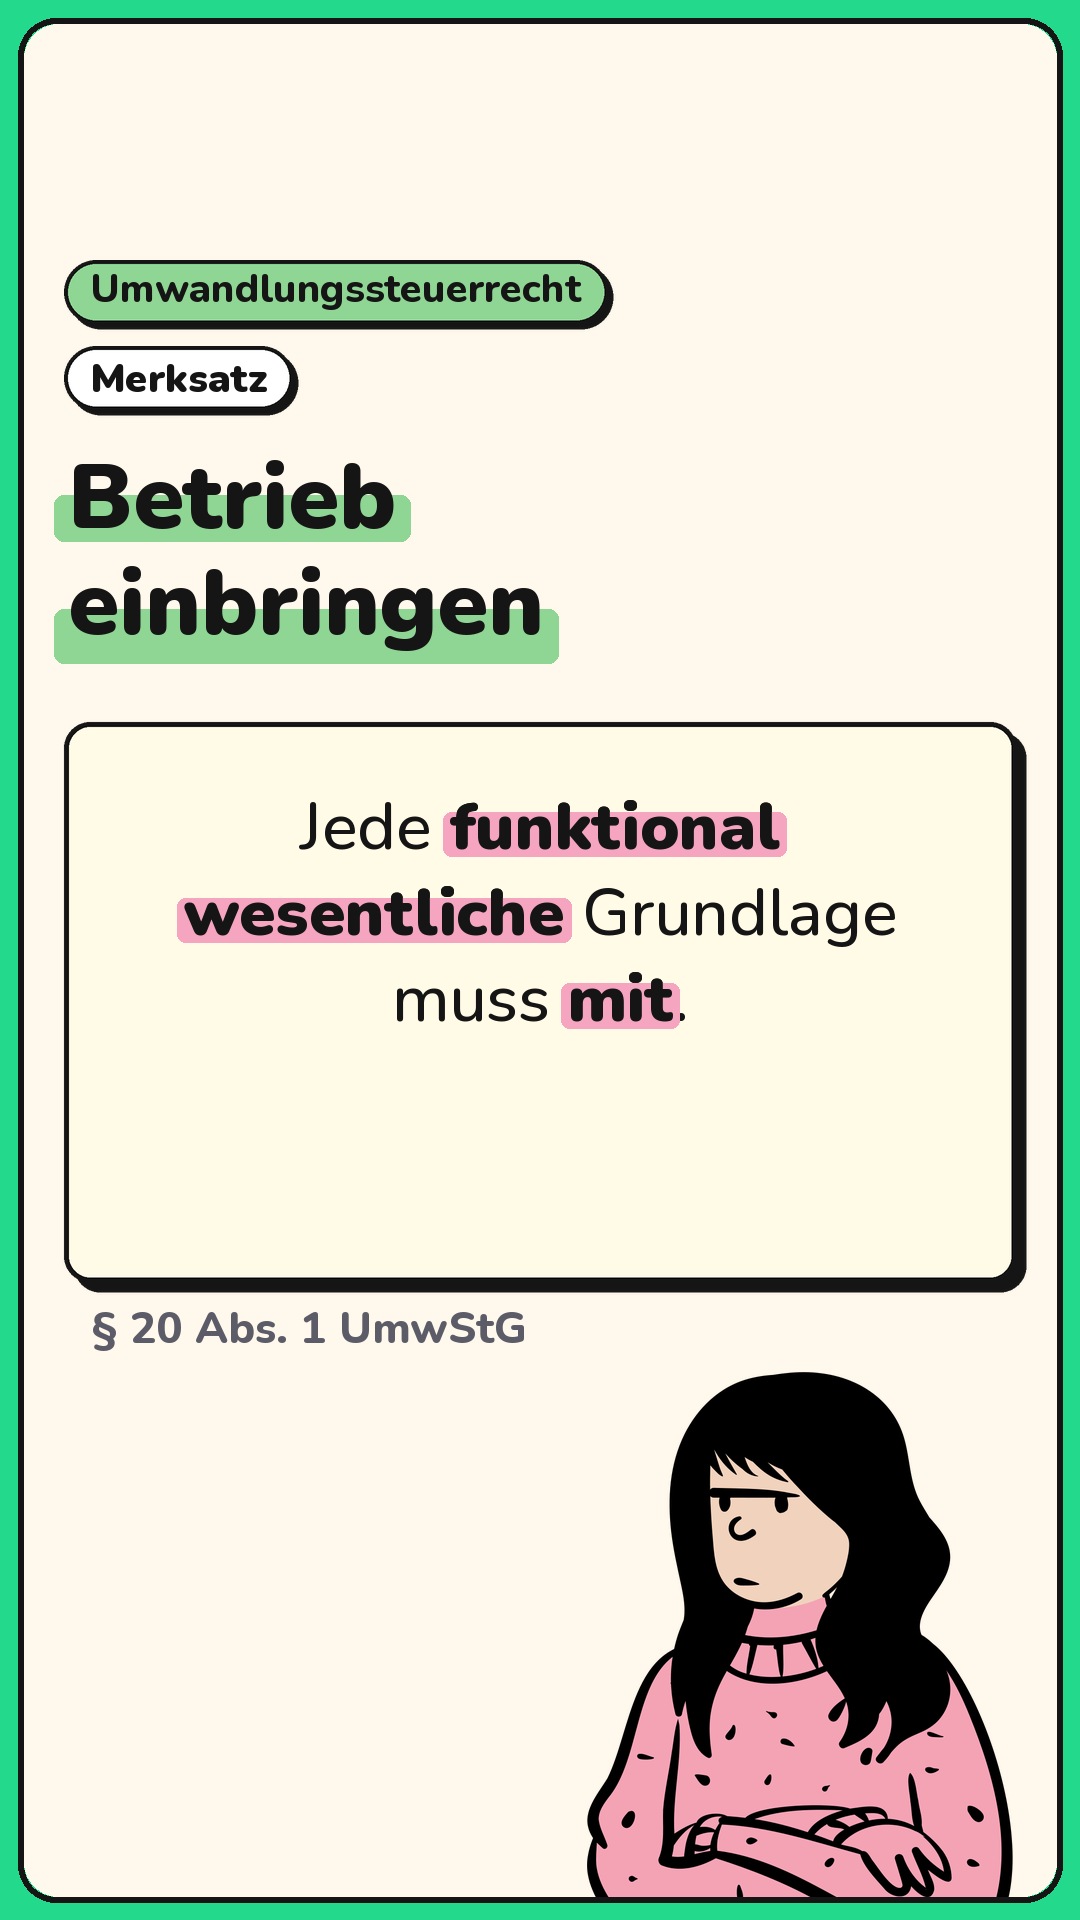 Umwandlungssteuerrecht
Merksatz
Betrieb
einbringen
Jede funktional
wesentliche Grundlage
muss mit.
§ 20 Abs. 1 UmwStG